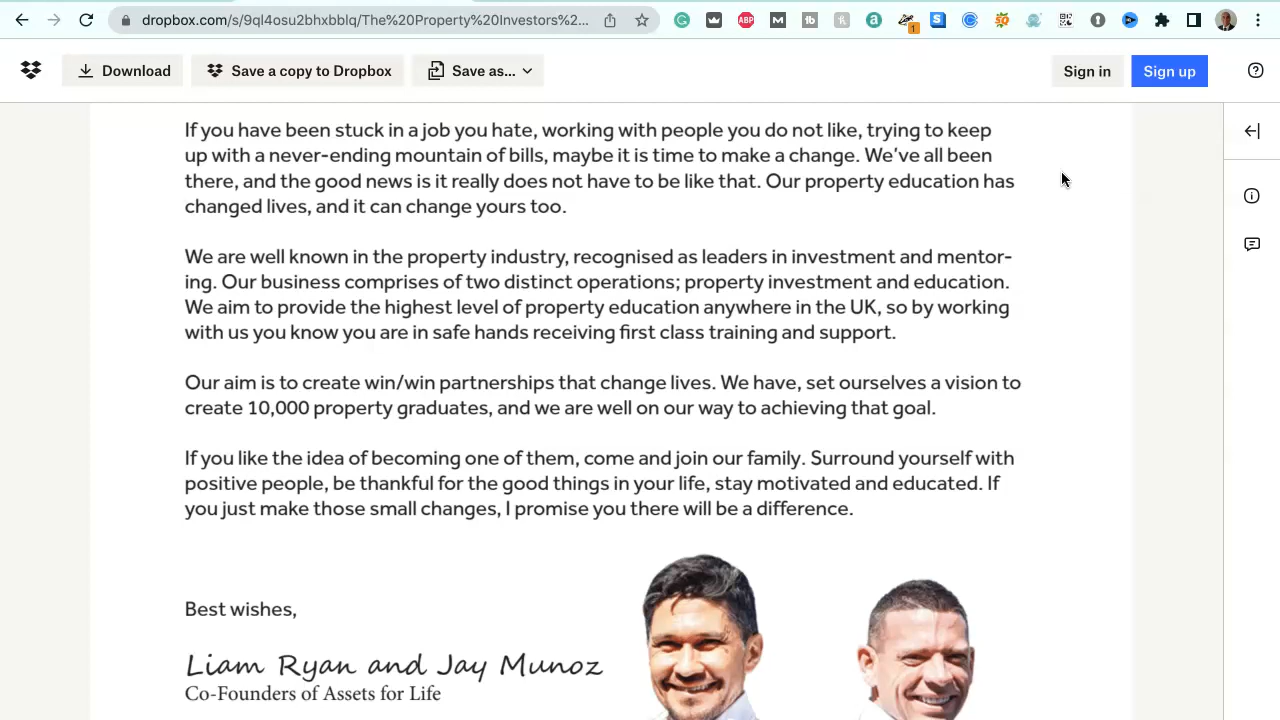 dropbox.com/s/9ql4osu2bhxbblq/The%20Property%20Investors%2...
1
Download
Save a copy to Dropbox
Save as...
Sign in
Sign up
If you have been stuck in a job you hate, working with people you do not like, trying to keep
up with a never-ending mountain of bills, maybe it is time to make a change. We’ve all been
there, and the good news is it really does not have to be like that. Our property education has
changed lives, and it can change yours too.
We are well known in the property industry, recognised as leaders in investment and mentor-
ing. Our business comprises of two distinct operations; property investment and education.
We aim to provide the highest level of property education anywhere in the UK, so by working
with us you know you are in safe hands receiving first class training and support.
Our aim is to create win/win partnerships that change lives. We have, set ourselves a vision to
create 10,000 property graduates, and we are well on our way to achieving that goal.
If you like the idea of becoming one of them, come and join our family. Surround yourself with
positive people, be thankful for the good things in your life, stay motivated and educated. If
you just make those small changes, I promise you there will be a difference.
Best wishes,
Liam Ryan and Jay Munoz
Co-Founders of Assets for Life